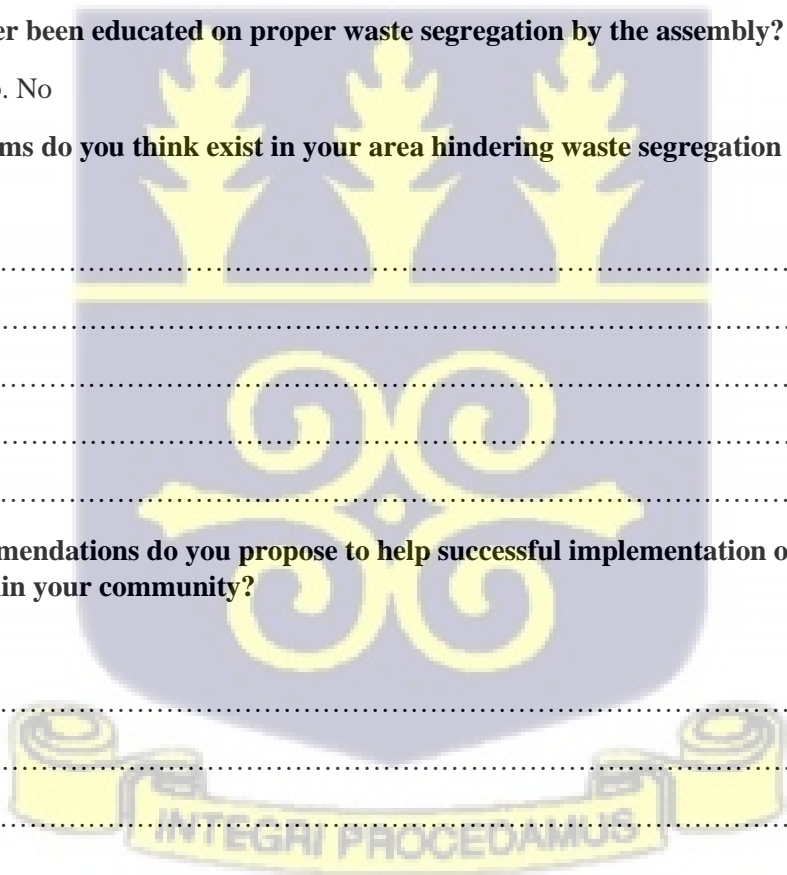 er been educated on proper waste segregation by the assembly?
. No
ms do you think exist in your area hindering waste segregation
………………………………………………………………………………
………………………………………………………………………………
………………………………………………………………………………
………………………………………………………………………………
………………………………………………………………………………
mendations do you propose to help successful implementation o
in your community?
………………………………………………………………………………
………………………………………………………………………………
………………………………………………………………………………
INTEGRI PROCEDAMUS